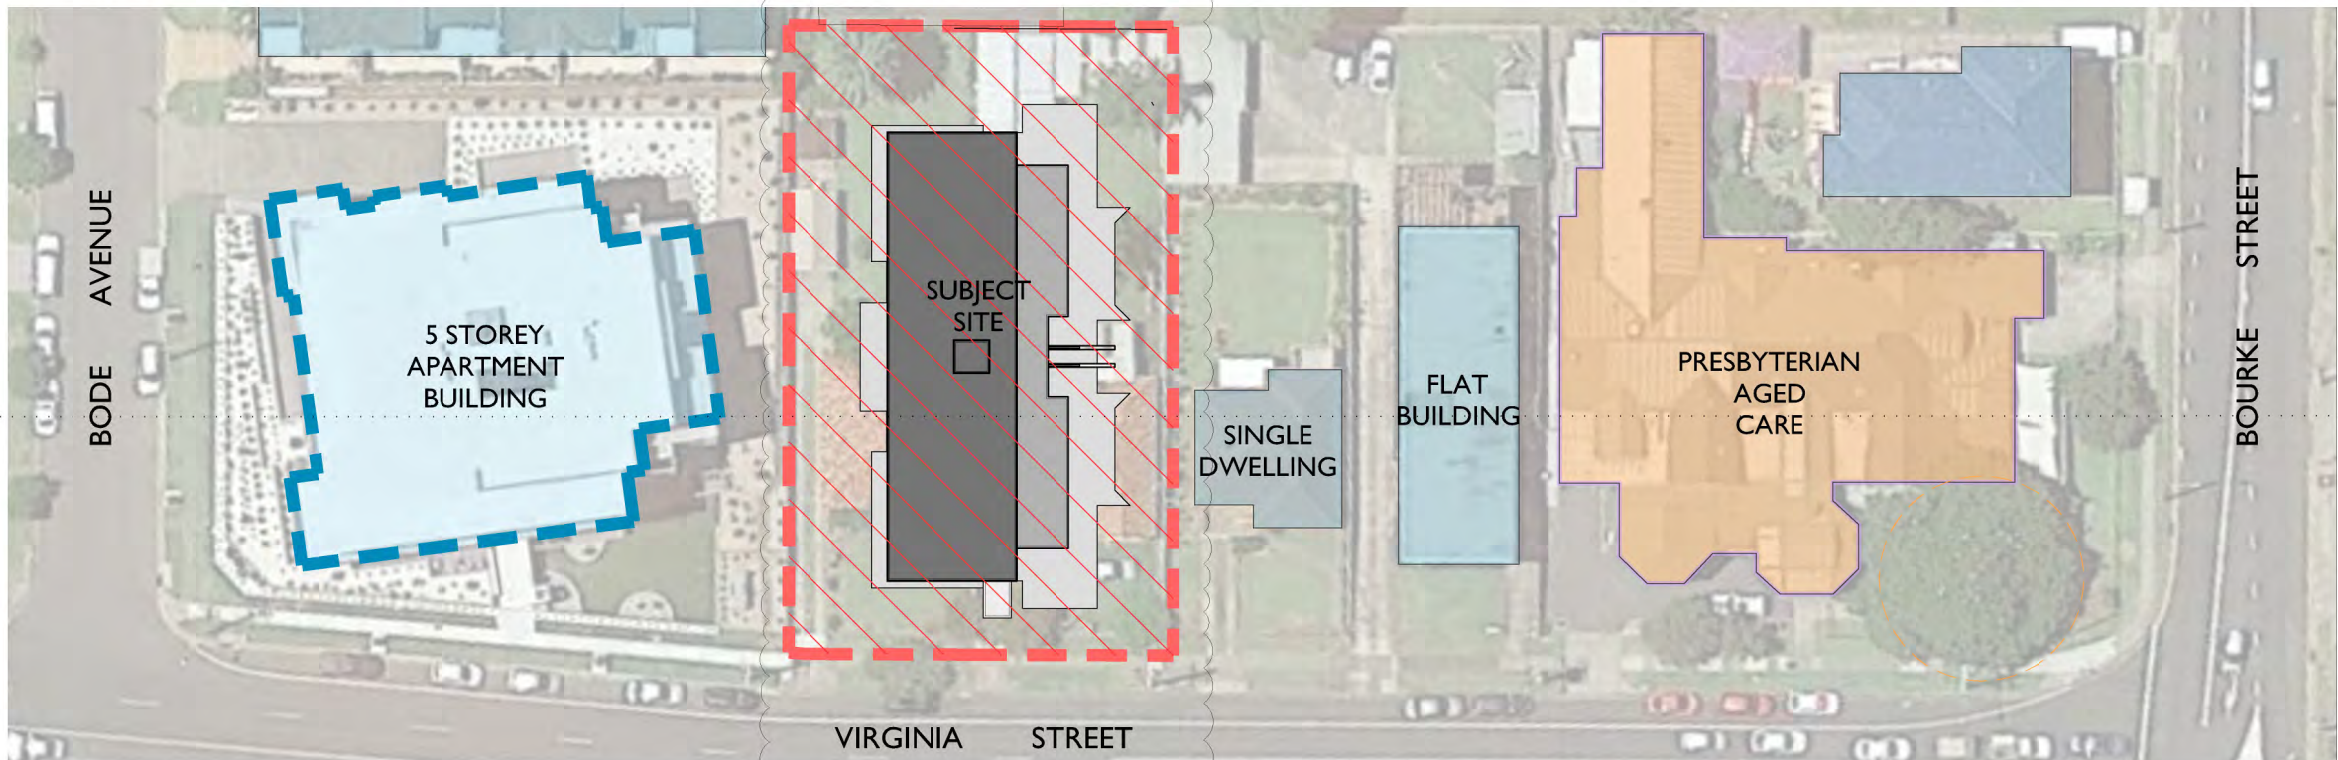 BODE AVENUE
5 STOREY
APARTMENT
BUILDING
SUBJECT
SITE
SINGLE
DWELLING
FLAT
BUILDING
PRESBYTERIAN
AGED
CARE
BOURKE STREET
VIRGINIA STREET